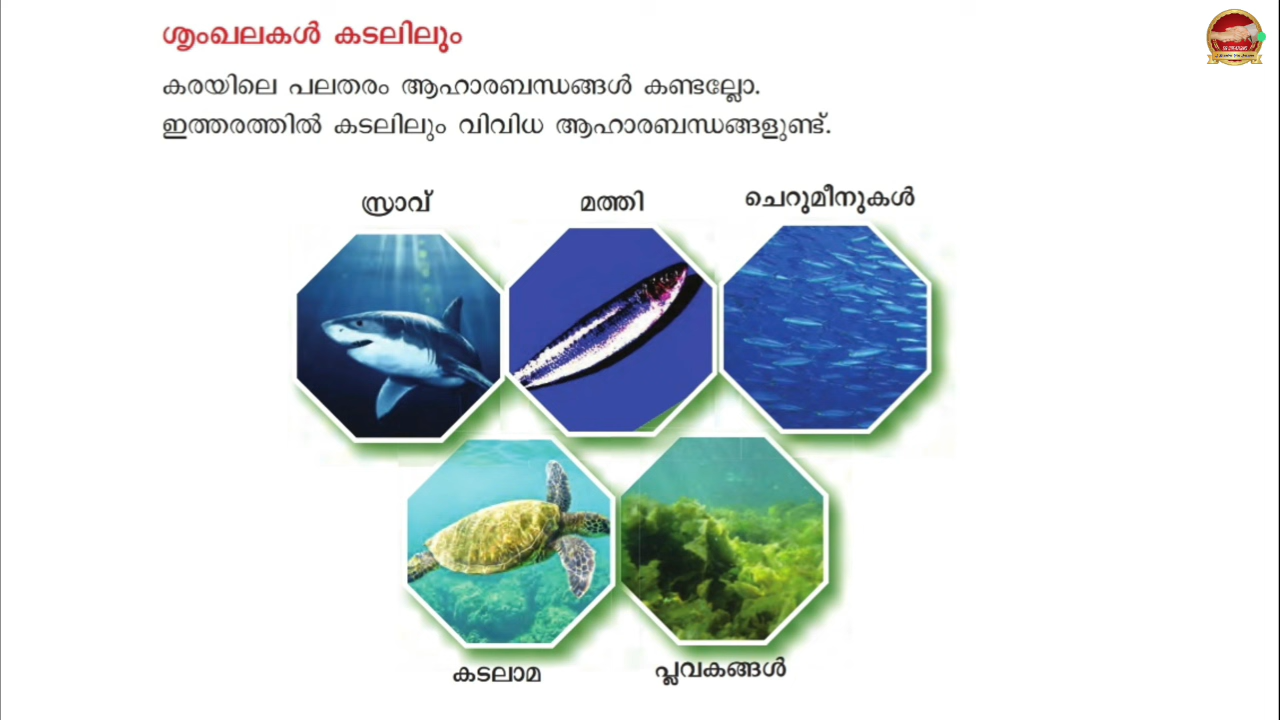 ശൃംഖലകൾ കടലിലും
കരയിലെ പലതരം ആഹാരബന്ധങ്ങൾ കണ്ടല്ലോ.
ഇത്തരത്തിൽ കടലിലും വിവിധ ആഹാരബന്ധങ്ങളുണ്ട്.
സ്രാവ് മത്തി ചെറുമീനുകൾ
കടലാമ പ്ലവകങ്ങൾ